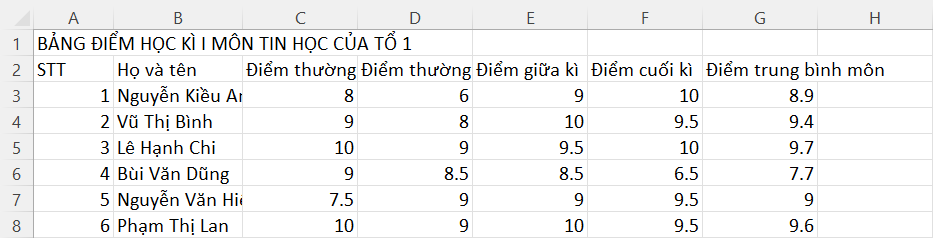 A B C D E F G H
1 BẢNG ĐIỂM HỌC KÌ I MÔN TIN HỌC CỦA TỔ 1
2 STT Họ và tên Điểm thường Điểm thường Điểm giữa kì Điểm cuối kì Điểm trung bình môn
3 1 Nguyễn Kiều 8 6 9 10 8.9
4 2 Vũ Thị Bình 9 8 10 9.5 9.4
5 3 Lê Hạnh Chi 10 9 9.5 10 9.7
6 4 Bùi Văn Dũng 9 8.5 8.5 6.5 7.7
7 5 Nguyễn Văn 7.5 9 9 9.5 9
8 6 Phạm Thị Lan 10 9 10 9.5 9.6